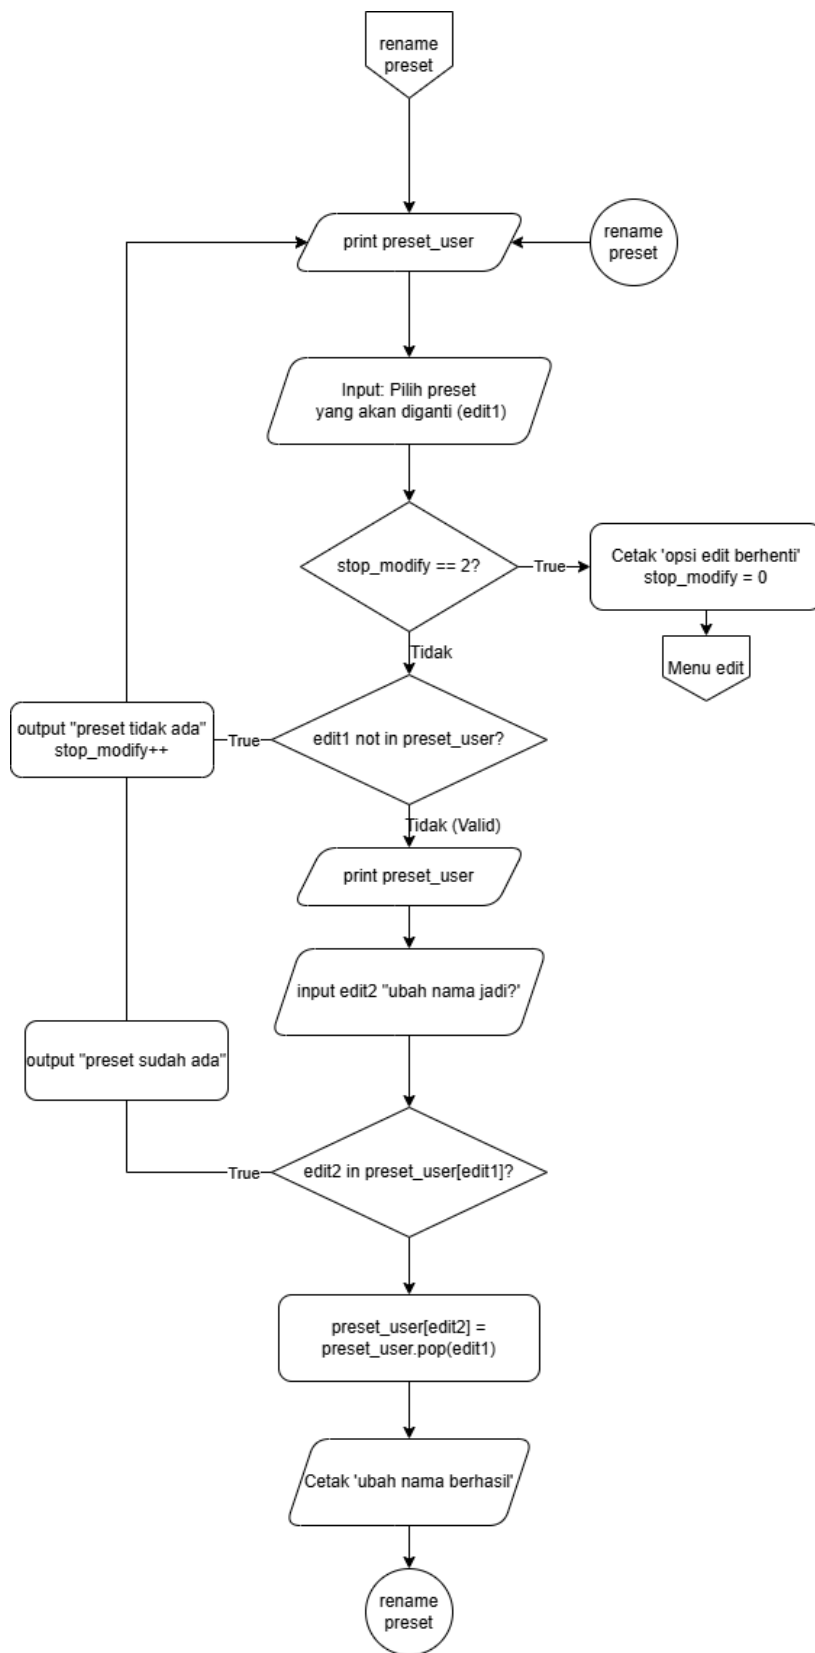 rename
preset
print preset_user
rename
preset
Input: Pilih preset
yang akan diganti (edit1)
stop_modify == 2?
True
Cetak 'opsi edit berhenti'
stop_modify = 0
Tidak
Menu edit
output "preset tidak ada"
stop_modify++
True
edit1 not in preset_user?
Tidak (Valid)
print preset_user
input edit2 "ubah nama jadi?'
output "preset sudah ada"
True
edit2 in preset_user[edit1]?
preset_user[edit2] =
preset_user.pop(edit1)
Cetak 'ubah nama berhasil'
rename
preset